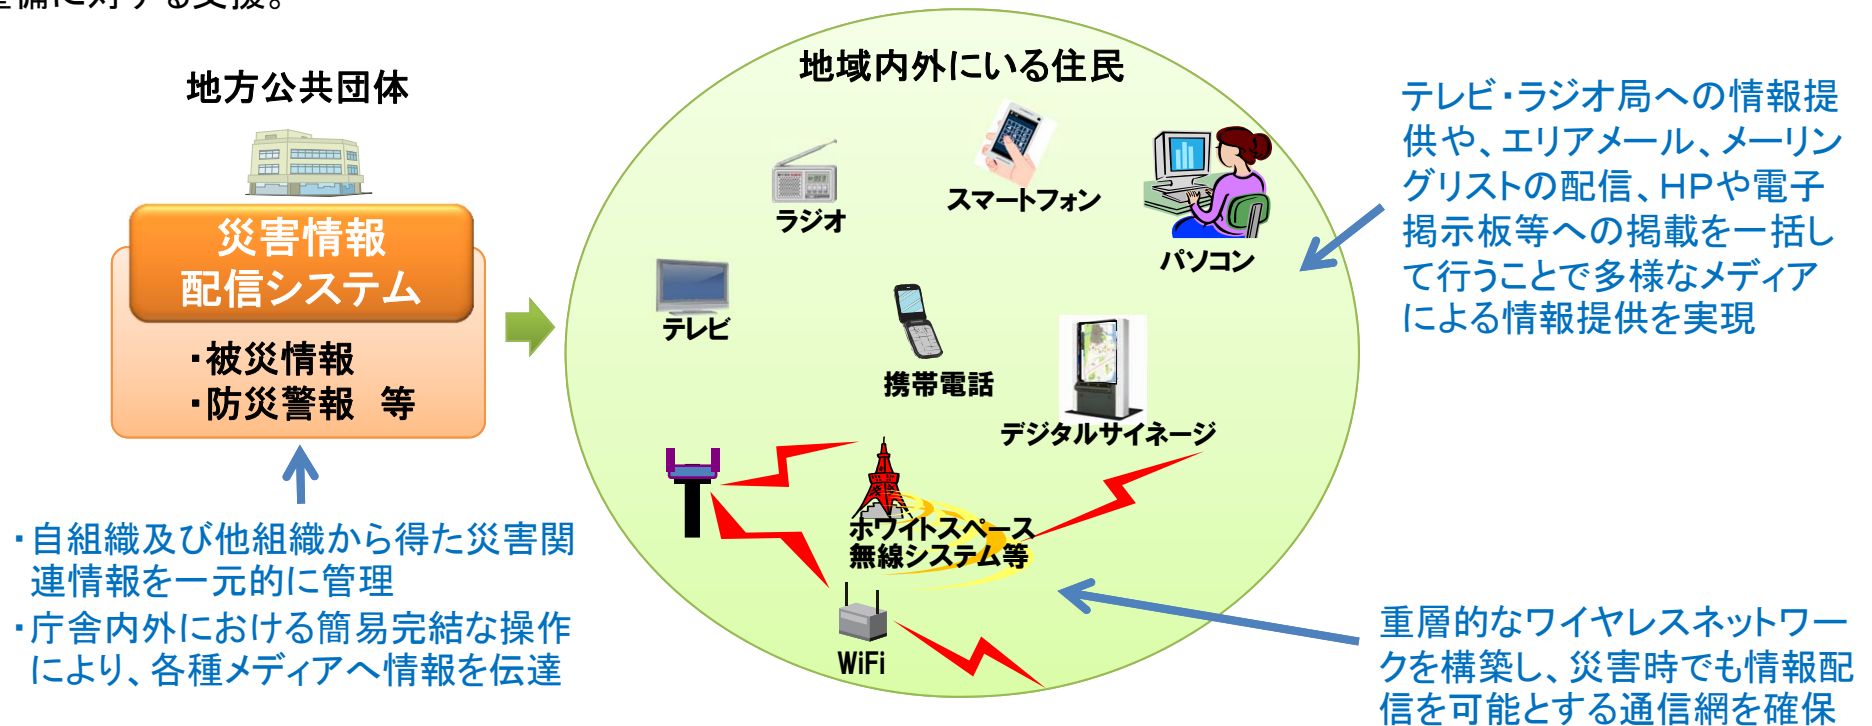 整備に対する支援。
地方公共団体
災害情報
配信システム
・被災情報
・防災警報　等
・自組織及び他組織から得た災害関
連情報を一元的に管理
・庁舎内外における簡易完結な操作
により、各種メディアへ情報を伝達
地域内外にいる住民
ラジオ
スマートフォン
パソコン
テレビ
携帯電話
デジタルサイネージ
ホワイトスペース
無線システム等
WiFi
テレビ・ラジオ局への情報提
供や、エリアメール、メーリン
グリストの配信、HPや電子
掲示板等への掲載を一括し
て行うことで多様なメディア
による情報提供を実現
重層的なワイヤレスネットワー
クを構築し、災害時でも情報配
信を可能とする通信網を確保